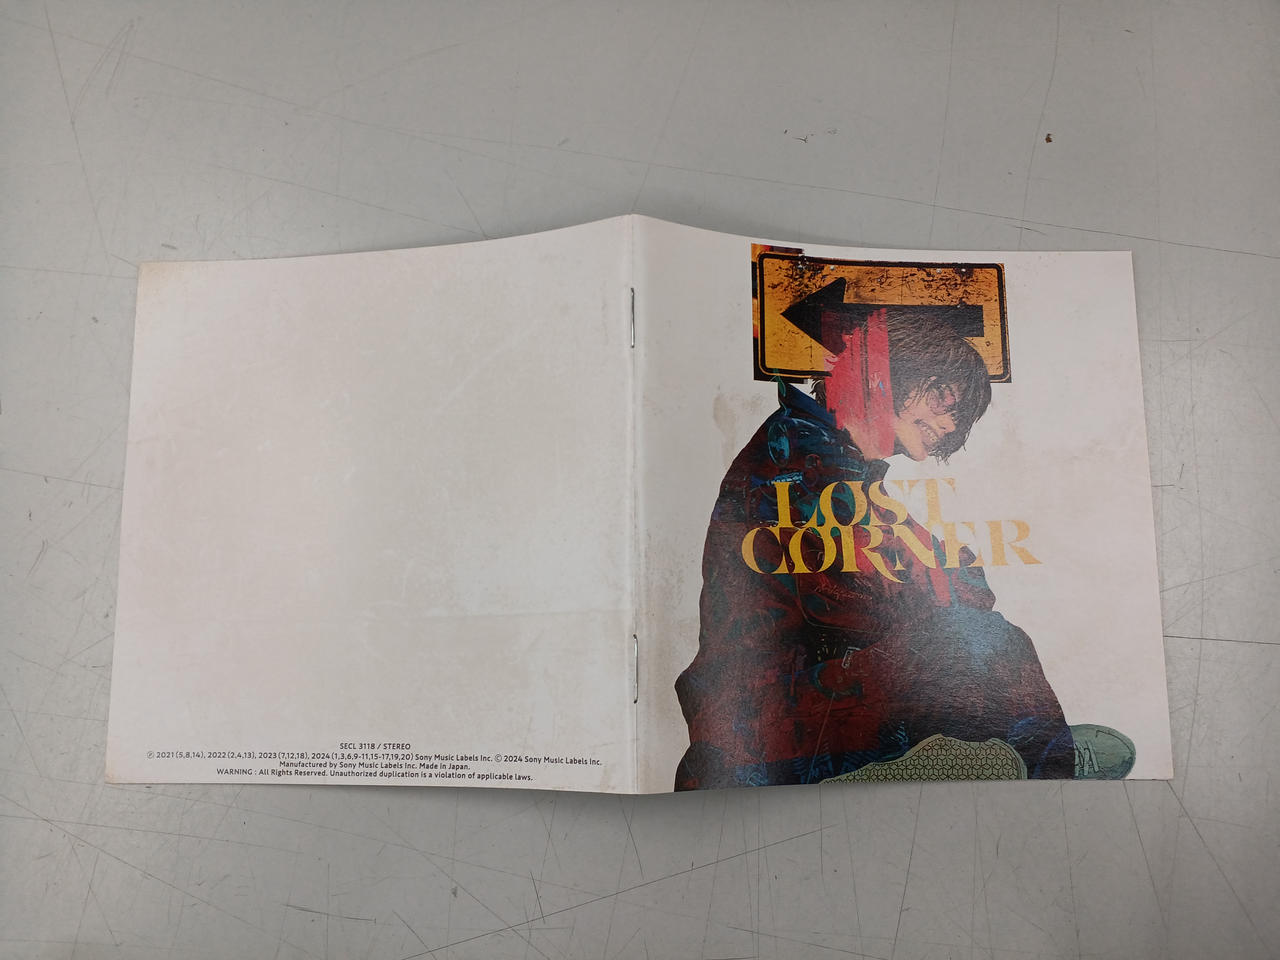 SECL 3118 / STEREO
Ⓟ 2021 (5,8,14), 2022 (2.4,13), 2023 (7,12,18), 2024 (1,3,6,9-11,15-17,19,20) Sony Music Labels Inc. Ⓒ 2024 Sony Music Labels Inc.
Manufactured by Sony Music Labels Inc. Made in Japan.
WARNING : All Rights Reserved. Unauthorized duplication is a violation of applicable laws.
LOST
CORNER